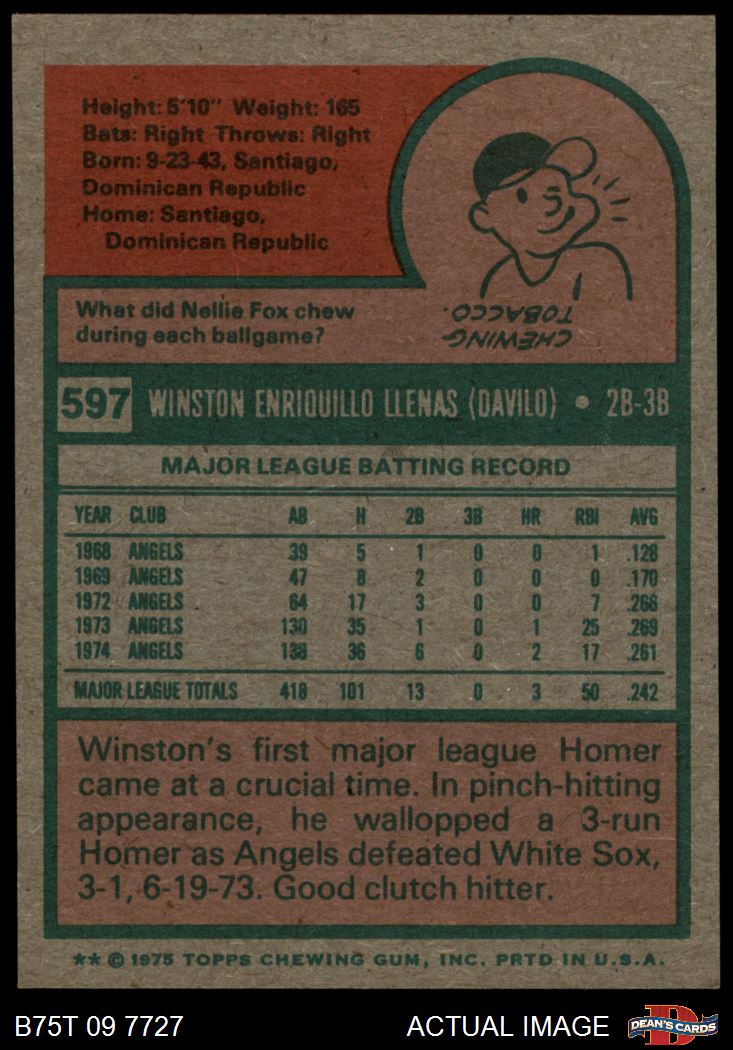 Height: 5'10" Weight: 165
Bats: Right Throws: Right
Born: 9-23-43, Santiago,
Dominican Republic
Home: Santiago,
Dominican Republic
What did Nellie Fox chew
during each ballgame?
CHEWING
TOBACCO.
597 WINSTON ENRIQUILLO LLENAS (DAVILO) • 2B-3B
MAJOR LEAGUE BATTING RECORD
YEAR CLUB AB H 2B 3B HR RBI AVG
1968 ANGELS 39 5 1 0 0 1 .128
1969 ANGELS 47 8 2 0 0 0 .170
1972 ANGELS 64 17 3 0 0 7 .266
1973 ANGELS 130 35 1 0 1 25 .269
1974 ANGELS 138 36 6 0 2 17 .261
MAJOR LEAGUE TOTALS 418 101 13 0 3 50 .242
Winston's first major league Homer
came at a crucial time. In pinch-hitting
appearance, he wallopped a 3-run
Homer as Angels defeated White Sox,
3-1, 6-19-73. Good clutch hitter.
** © 1975 TOPPS CHEWING GUM, INC. PRTD IN U.S.A.
B75T 09 7727 ACTUAL IMAGE D DEAN'S CARDS